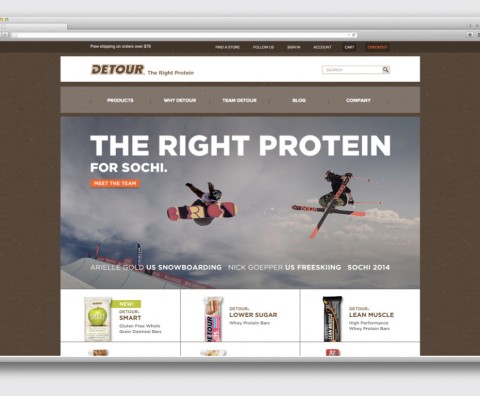 Free shipping on orders over $75
FIND A STORE FOLLOW US SIGN IN ACCOUNT CART CHECKOUT
DETOUR The Right Protein
SEARCH
PRODUCTS WHY DETOUR TEAM DETOUR BLOG COMPANY
THE RIGHT PROTEIN
FOR SOCHI.
MEET THE TEAM
ARIELLE GOLD US SNOWBOARDING NICK GOEPPER US FREESKIING SOCHI 2014
NEW!
DETOUR:
SMART
Gluten Free Whole
Grain Oatmeal Bars
DETOUR:
LOWER SUGAR
Whey Protein Bars
DETOUR:
LEAN MUSCLE
High Performance
Whey Protein Bars